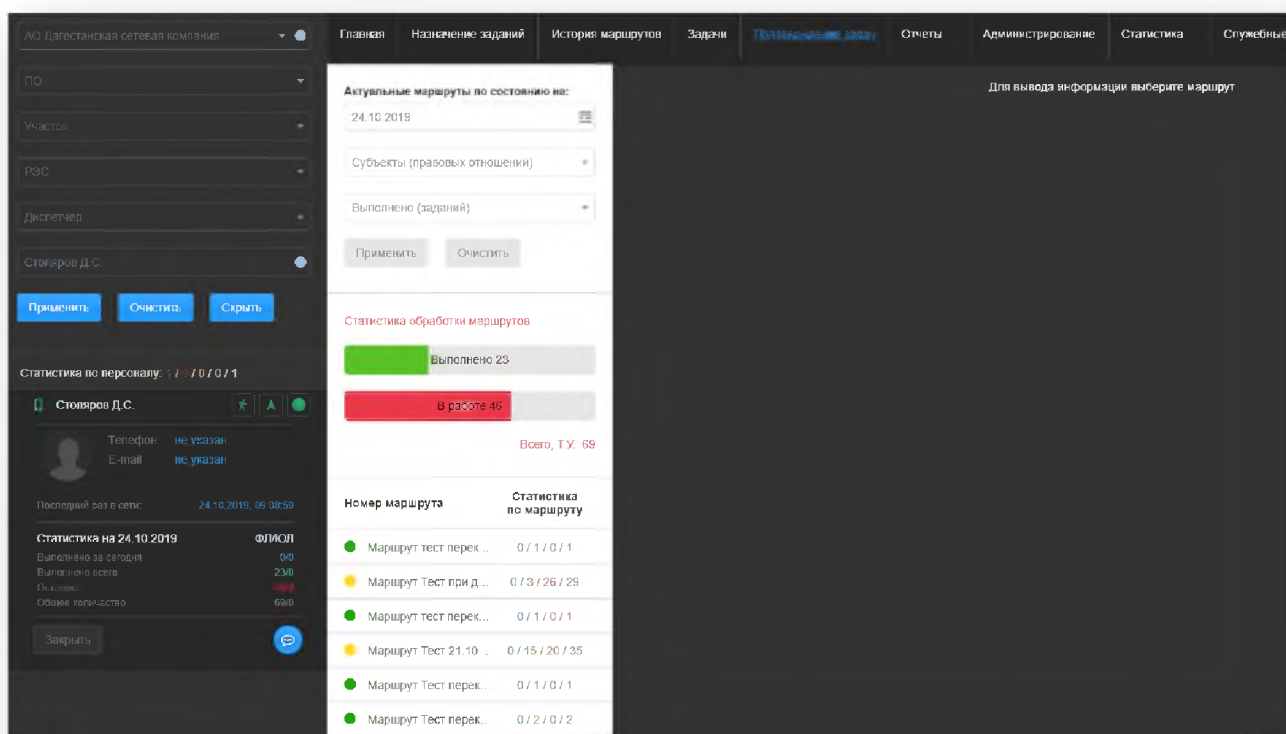 АО Дагестанская сетевая компания
ПО
Участок
РЭС
Диспетчер
Столяров Д.С.
Применить Очистить Скрыть
Статистика по персоналу: / 0 / 0 / 1
Столяров Д.С.
Телефон не указан
E-mail не указан
Последний раз в сети: 24.10.2019, 09:08:59
Статистика на 24.10.2019 ФЛ/ЮЛ
Выполнено за сегодня 0/0
Выполнено всего 23/0
Общее количество 69/0
Закрыть
Главная Назначение заданий История маршрутов Задачи Подтверждение задач Отчеты Администрирование Статистика Служебные
Актуальные маршруты по состоянию на:
24.10.2019
Субъекты (правовых отношении)
Выполнено (заданий)
Применить Очистить
Статистика обработки маршрутов
Выполнено 23
В работе 46
Всего, Т.У. 69
Номер маршрута Статистика
по маршруту
Маршрут тест перек... 0 / 1 / 0 / 1
Маршрут Тест при д... 0 / 3 / 26 / 29
Маршрут тест перек... 0 / 1 / 0 / 1
Маршрут Тест 21.10 ... 0 / 15 / 20 / 35
Маршрут Тест перек... 0 / 1 / 0 / 1
Маршрут Тест перек... 0 / 2 / 0 / 2
Для вывода информации выберите маршрут